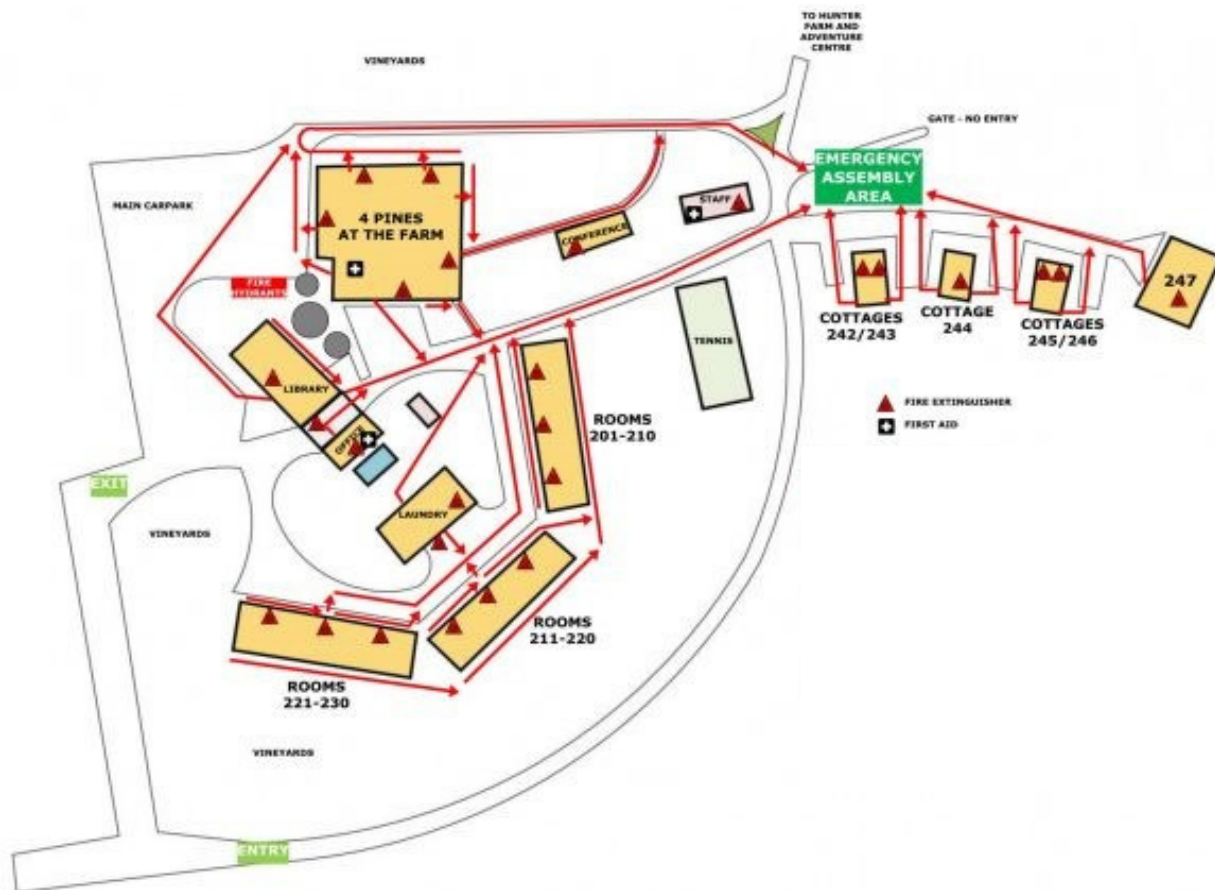 TO HUNTER
FARM AND
ADVENTURE
CENTRE
VINEYARDS
GATE - NO ENTRY
EMERGENCY
ASSEMBLY
AREA
MAIN CARPARK
STAFF
4 PINES
AT THE FARM
CONFERENCE
FIRE
HYDRANTS
247
COTTAGES
242/243
COTTAGE
244
COTTAGES
245/246
TENNIS
LIBRARY
FIRE EXTINGUISHER
FIRST AID
ROOMS
201-210
OFFICE
EXIT
LAUNDRY
VINEYARDS
ROOMS
211-220
ROOMS
221-230
VINEYARDS
ENTRY